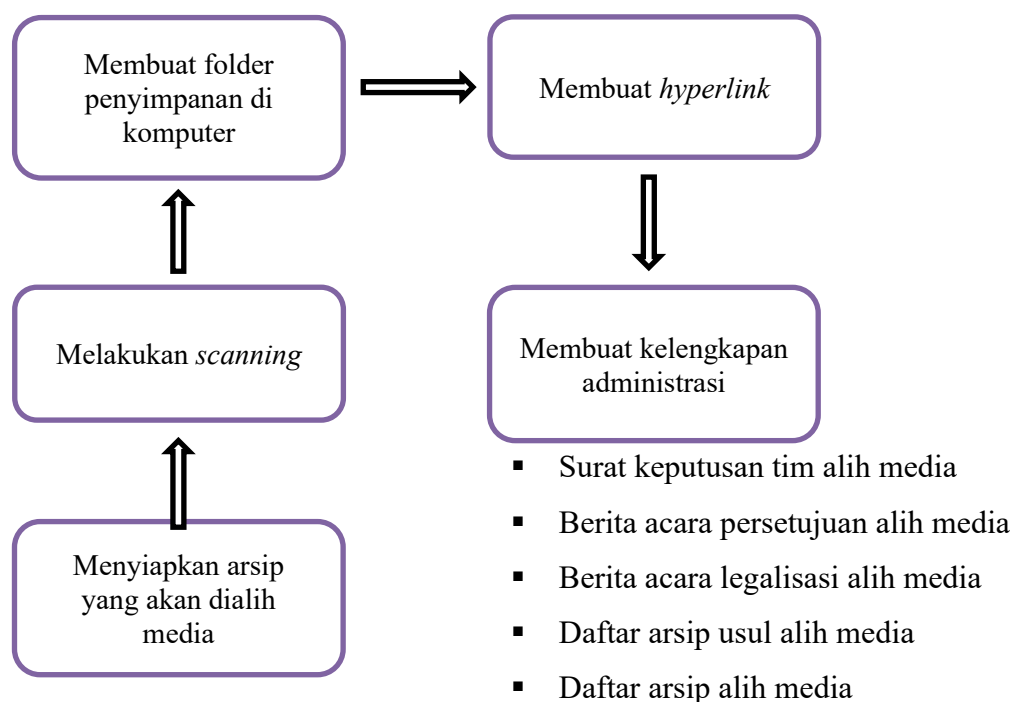 Membuat folder
penyimpanan di
komputer
Membuat hyperlink
Melakukan scanning
Membuat kelengkapan
administrasi
Menyiapkan arsip
yang akan dialih
media
▪ Surat keputusan tim alih media
▪ Berita acara persetujuan alih media
▪ Berita acara legalisasi alih media
▪ Daftar arsip usul alih media
▪ Daftar arsip alih media